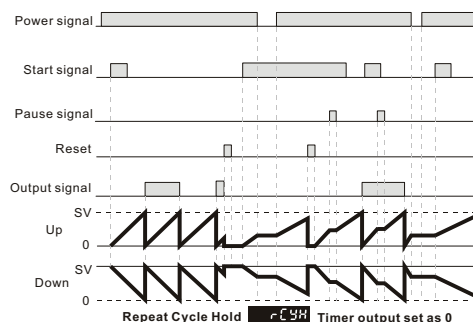 Power signal
Start signal
Pause signal
Reset
Output signal
SV
Up
0
SV
Down
0
Repeat Cycle Hold rCYH Timer output set as 0